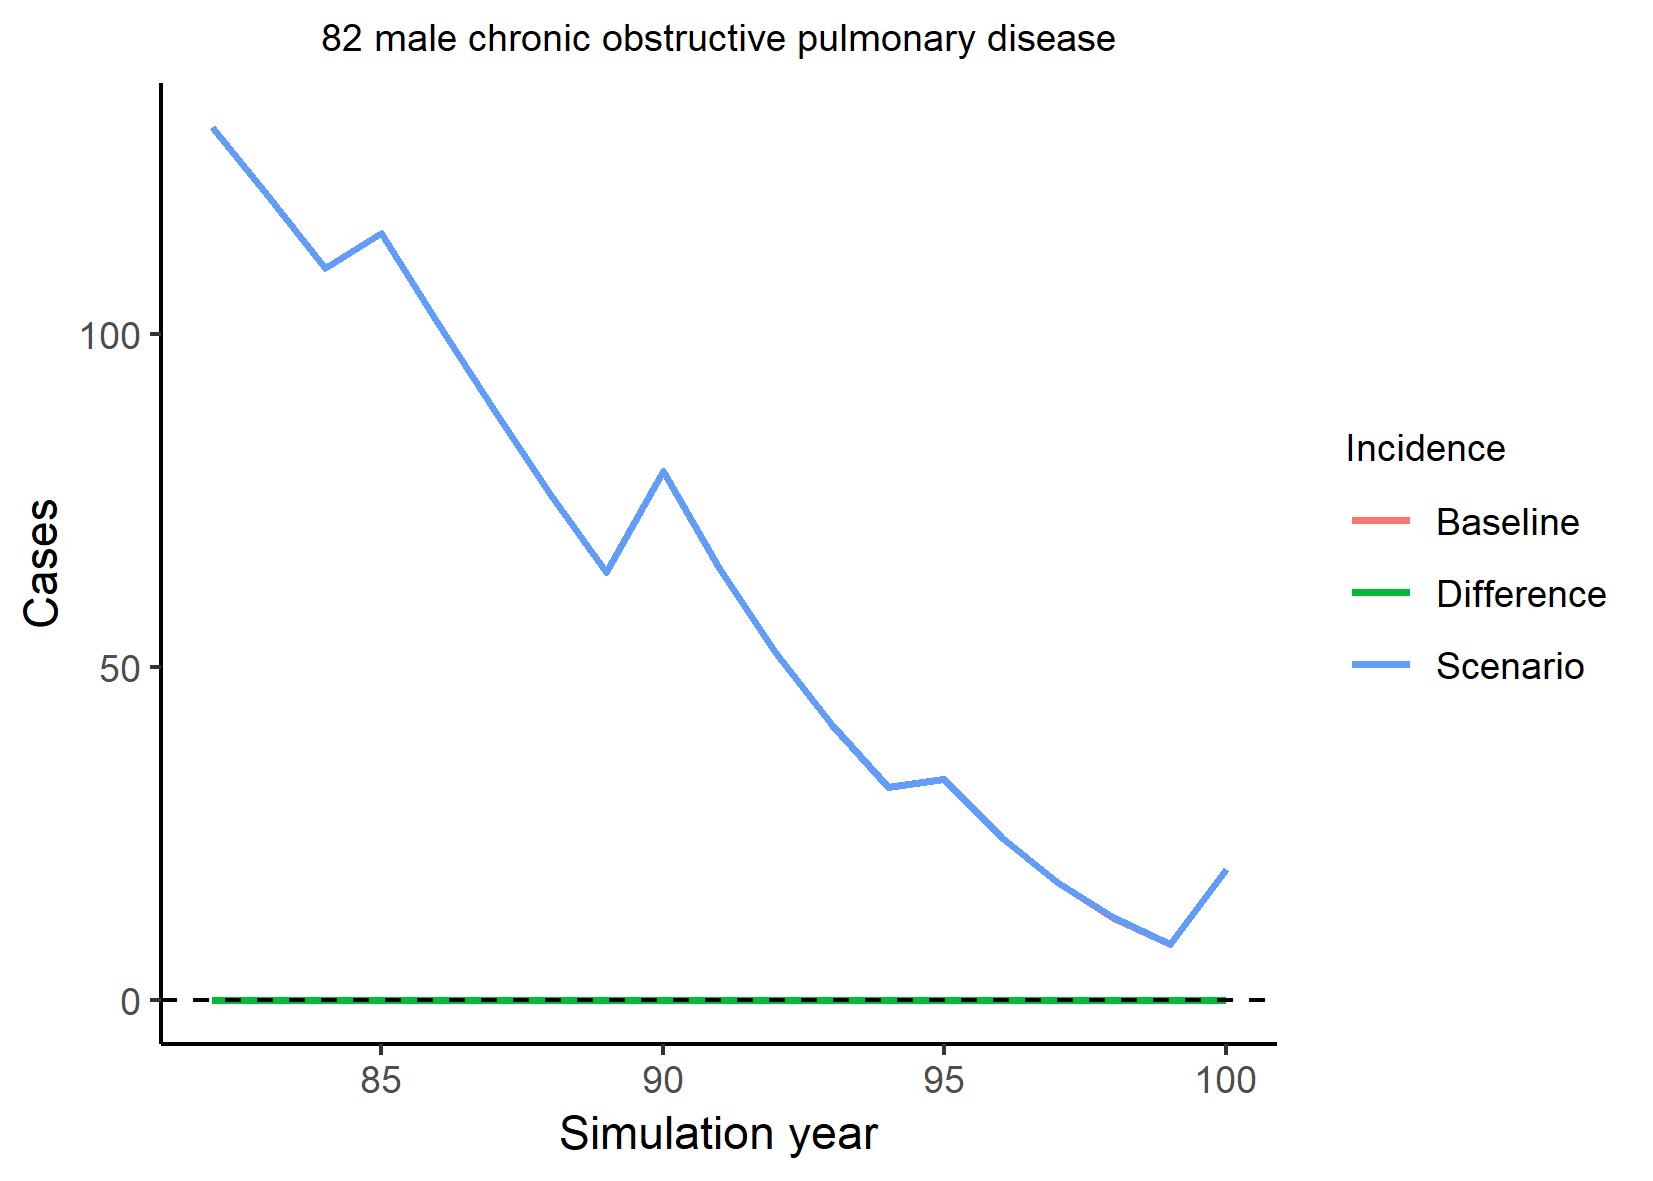 82 male chronic obstructive pulmonary disease
Cases
100
50
0
85 90 95 100
Simulation year
Incidence
Baseline
Difference
Scenario